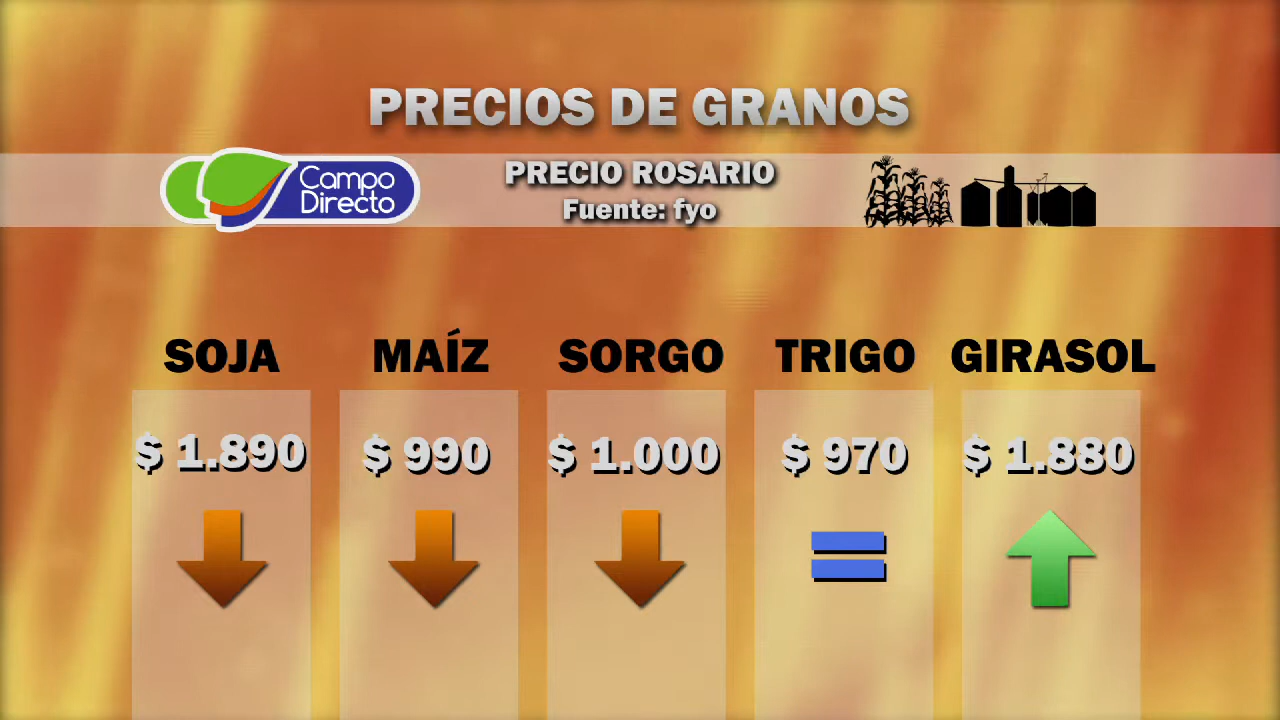 PRECIOS DE GRANOS
Campo
Directo
PRECIO ROSARIO
Fuente: fyo
SOJA MAÍZ SORGO TRIGO GIRASOL
$ 1.890 $ 990 $ 1.000 $ 970 $ 1.880